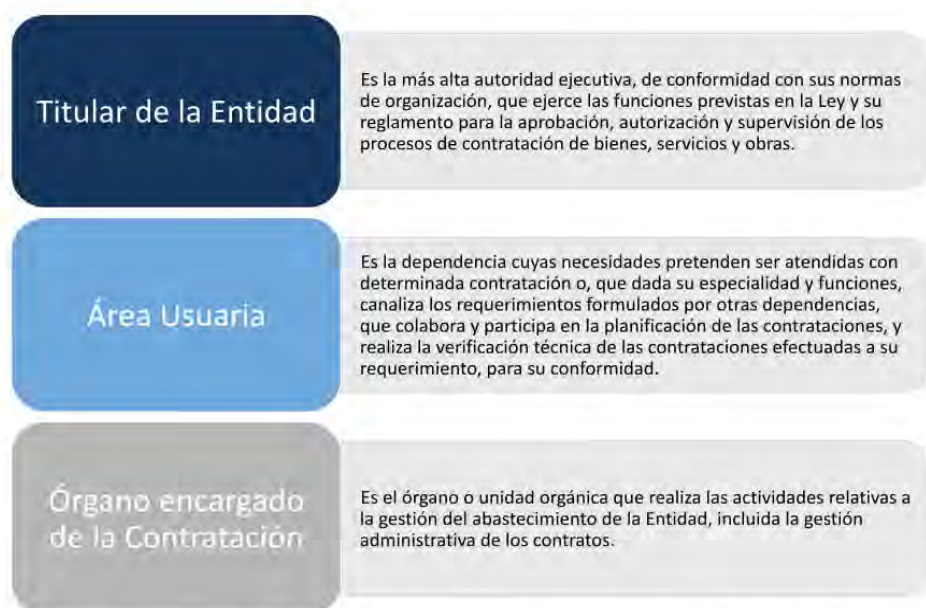 Titular de la Entidad
Es la más alta autoridad ejecutiva, de conformidad con sus normas
de organización, que ejerce las funciones previstas en la Ley y su
reglamento para la aprobación, autorización y supervisión de los
procesos de contratación de bienes, servicios y obras.
Área Usuaria
Es la dependencia cuyas necesidades pretenden ser atendidas con
determinada contratación o, que dada su especialidad y funciones,
canaliza los requerimientos formulados por otras dependencias,
que colabora y participa en la planificación de las contrataciones, y
realiza la verificación técnica de las contrataciones efectuadas a su
requerimiento, para su conformidad.
Órgano encargado
de la Contratación
Es el órgano o unidad orgánica que realiza las actividades relativas a
la gestión del abastecimiento de la Entidad, incluida la gestión
administrativa de los contratos.